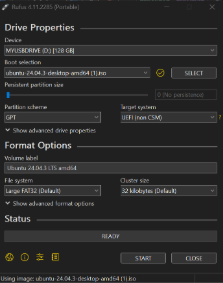 Rufus 4.11.2285 (Portable)
Drive Properties
Device
MYUSBDRIVE (D:) [128 GB]
Boot selection
ubuntu-24.04.3-desktop-amd64 (1).iso
SELECT
Persistent partition size
0 (No persistence)
Partition scheme
Target system
GPT
UEFI (non CSM)
?
Show advanced drive properties
Format Options
Volume label
Ubuntu 24.04.3 LTS amd64
File system
Cluster size
Large FAT32 (Default)
32 kilobytes (Default)
Show advanced format options
Status
READY
START
CLOSE
Using image: ubuntu-24.04.3-desktop-amd64 (1).iso